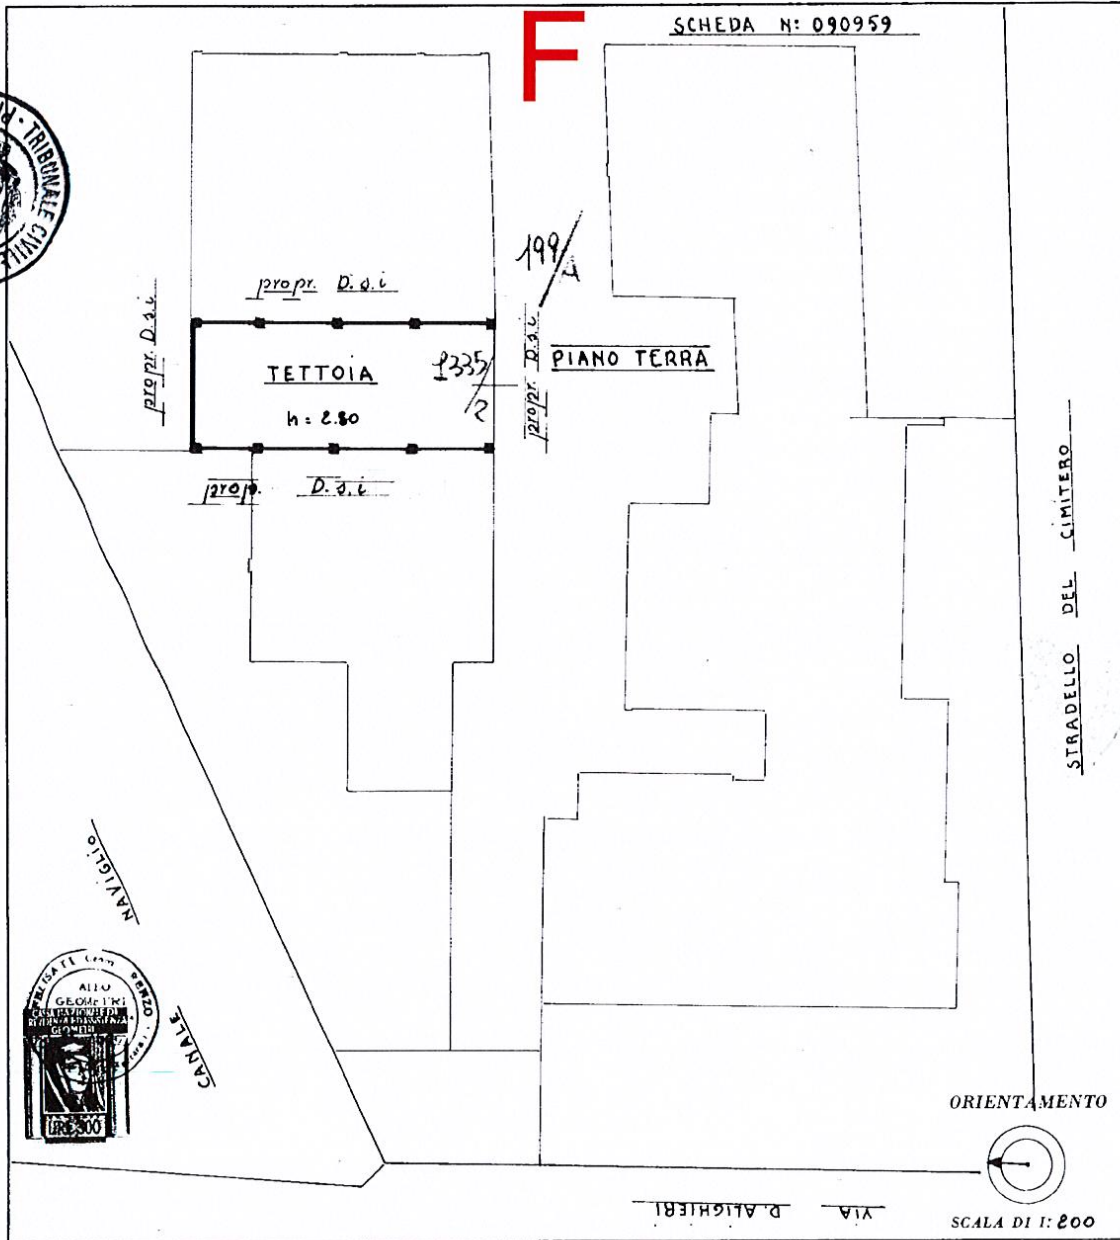 F
SCHEDA N: 090959
TRIBUNALE CIVILE
199/
propr. D.s.i
propr. D.s.i
propr. D.s.i
PIANO TERRA
TETTOIA
1335/2
h = 2.80
prop. D.s.i
STRADELLO DEL CIMITERO
CANALE NAVIGLIO
RENZO
ALBO
GEOMETRI
LIRE 300
ORIENTAMENTO
VIA D. ALIGHIERI
SCALA DI 1: 200